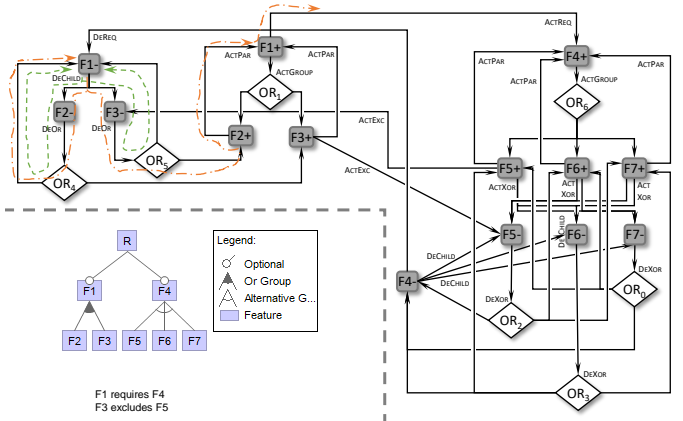 DEREQ
F1-
DECHILD
F2-
F3-
DEOR
DEOR
OR4
OR5
F1+
ACTPAR
ACTPAR
ACTGROUP
OR1
F2+
F3+
ACTEXC
ACTEXC
ACTREQ
F4+
ACTPAR
ACTPAR
ACTGROUP
OR6
F5+
F6+
F7+
ACTXOR
ACT
XOR
ACT
XOR
F5-
F6-
F7-
DECHILD
F4-
DECHILD
DECHILD
DEXOR
DEXOR
OR0
OR2
DEXOR
OR3
R
F1
F4
F2
F3
F5
F6
F7
Legend:
Optional
Or Group
Alternative G...
Feature
F1 requires F4
F3 excludes F5